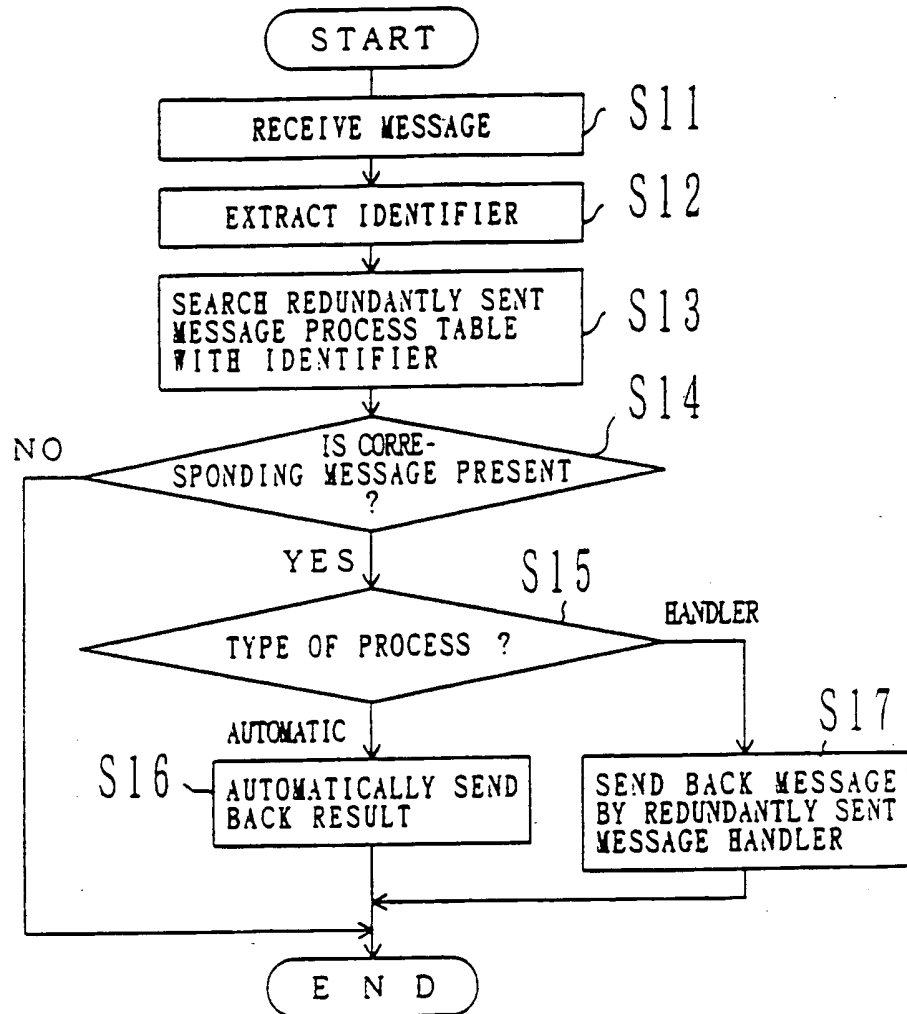 START
RECEIVE MESSAGE
S11
EXTRACT IDENTIFIER
S12
SEARCH REDUNDANTLY SENT
MESSAGE PROCESS TABLE
WITH IDENTIFIER
S13
S14
NO
IS CORRE-
SPONDING MESSAGE PRESENT
?
YES
S15
TYPE OF PROCESS ?
HANDLER
AUTOMATIC
S16
AUTOMATICALLY SEND
BACK RESULT
S17
SEND BACK MESSAGE
BY REDUNDANTLY SENT
MESSAGE HANDLER
END